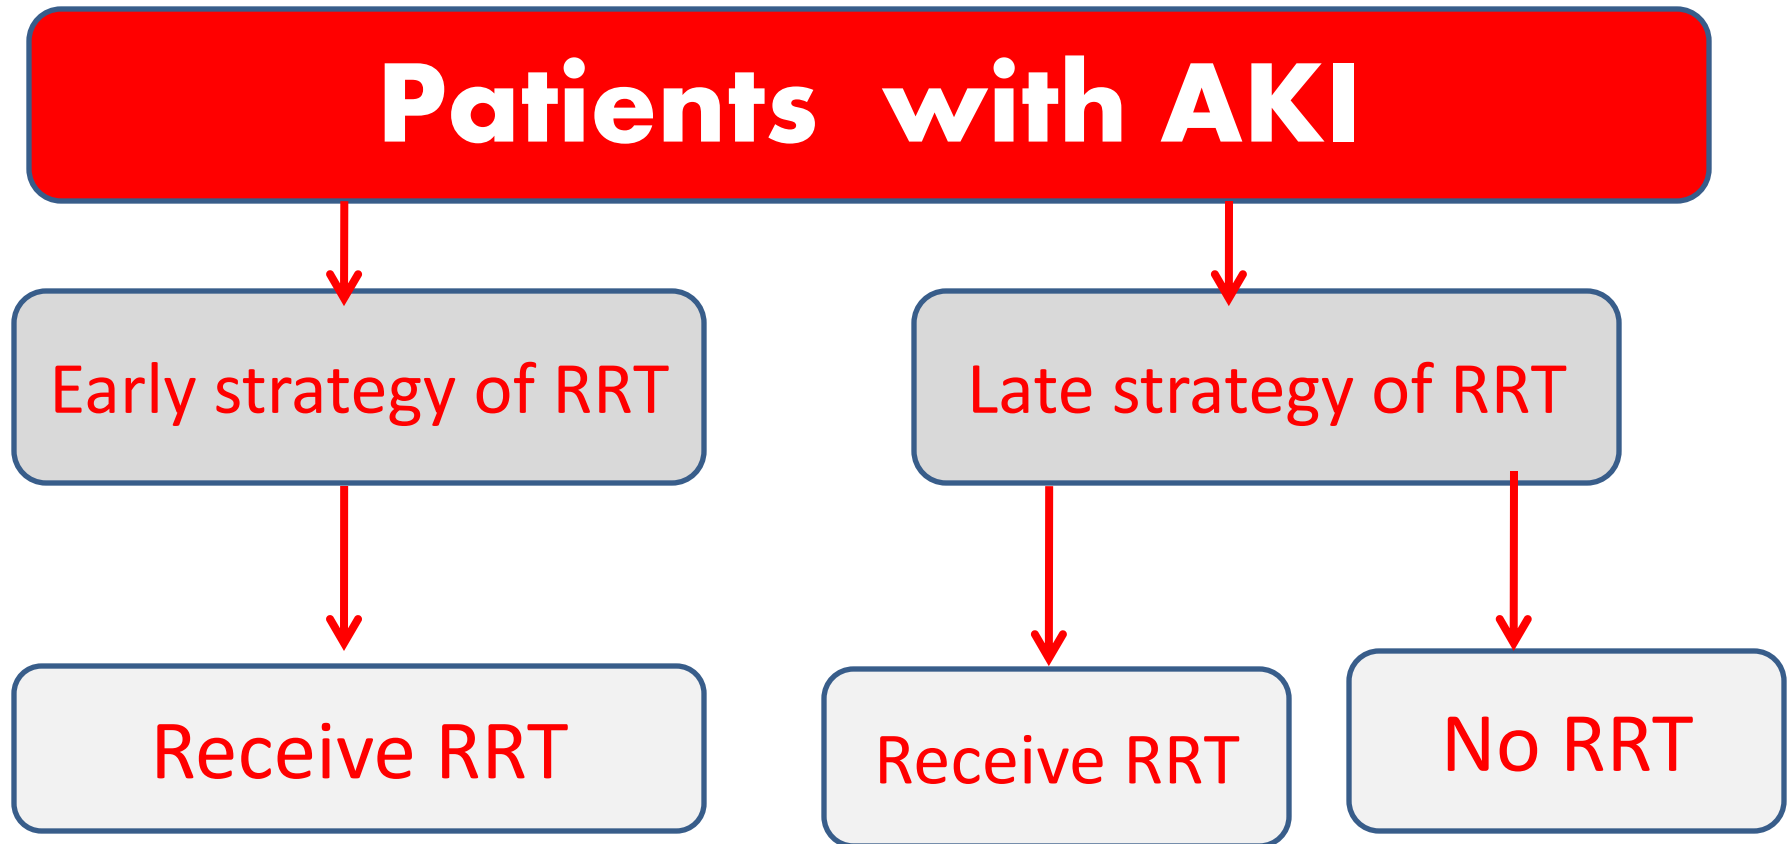 Patients with AKI
Early strategy of RRT
Late strategy of RRT
Receive RRT
Receive RRT
No RRT